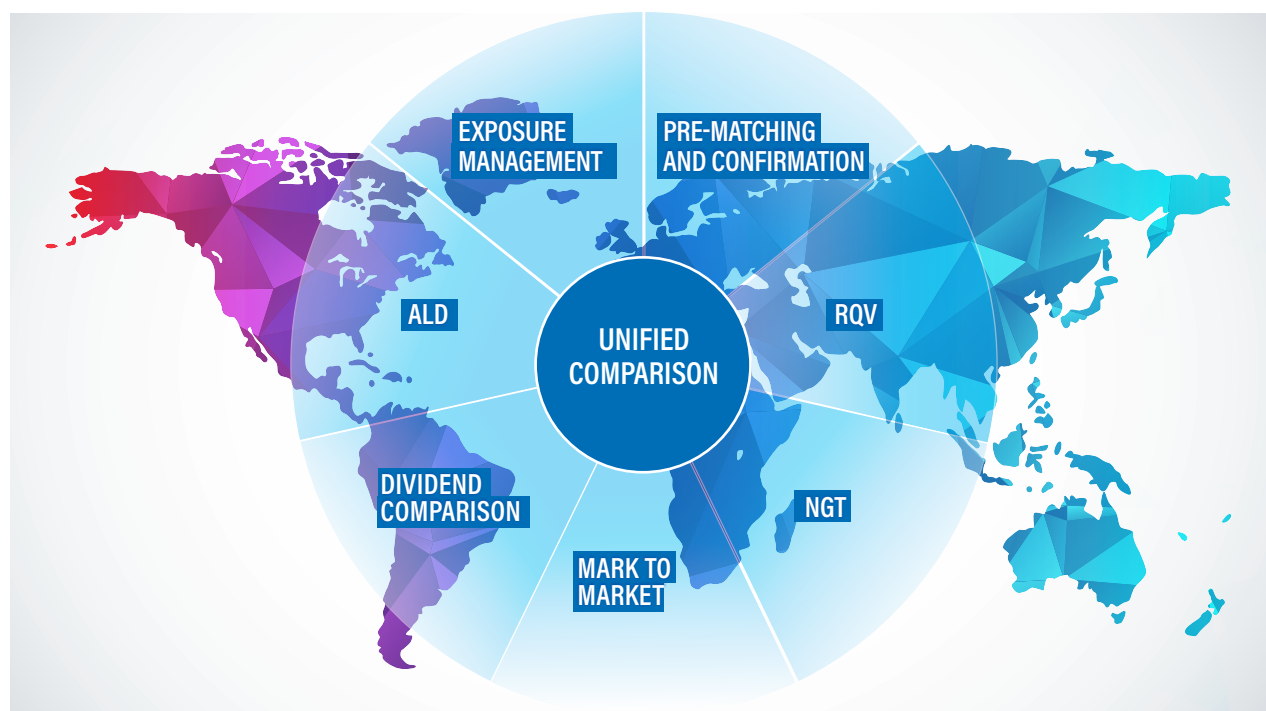 EXPOSURE
MANAGEMENT
PRE-MATCHING
AND CONFIRMATION
ALD
UNIFIED
COMPARISON
RQV
DIVIDEND
COMPARISON
NGT
MARK TO
MARKET